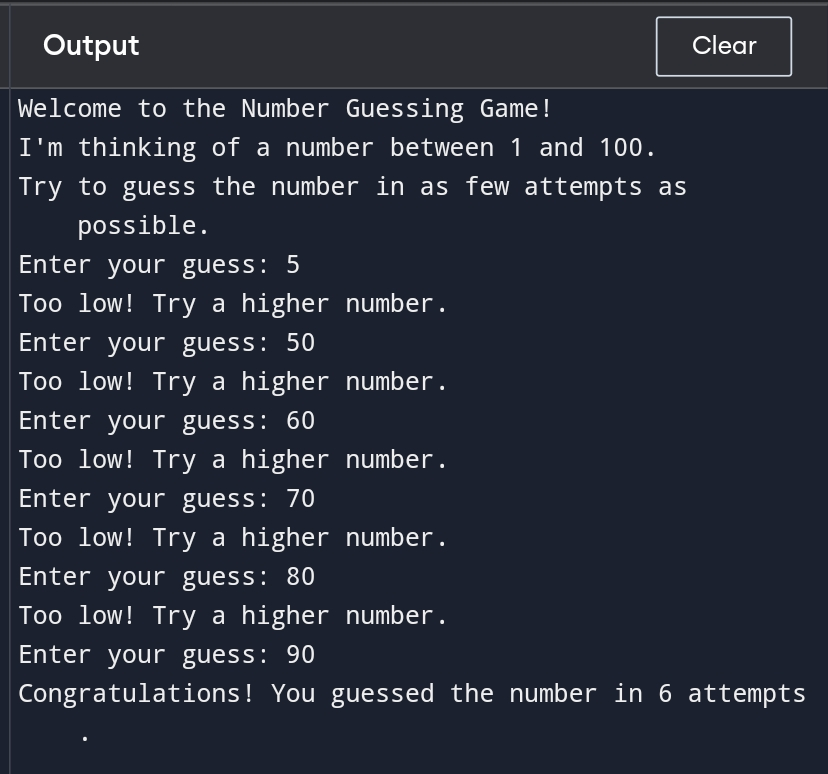 Output
Clear
Welcome to the Number Guessing Game!
I'm thinking of a number between 1 and 100.
Try to guess the number in as few attempts as
possible.
Enter your guess: 5
Too low! Try a higher number.
Enter your guess: 50
Too low! Try a higher number.
Enter your guess: 60
Too low! Try a higher number.
Enter your guess: 70
Too low! Try a higher number.
Enter your guess: 80
Too low! Try a higher number.
Enter your guess: 90
Congratulations! You guessed the number in 6 attempts
.